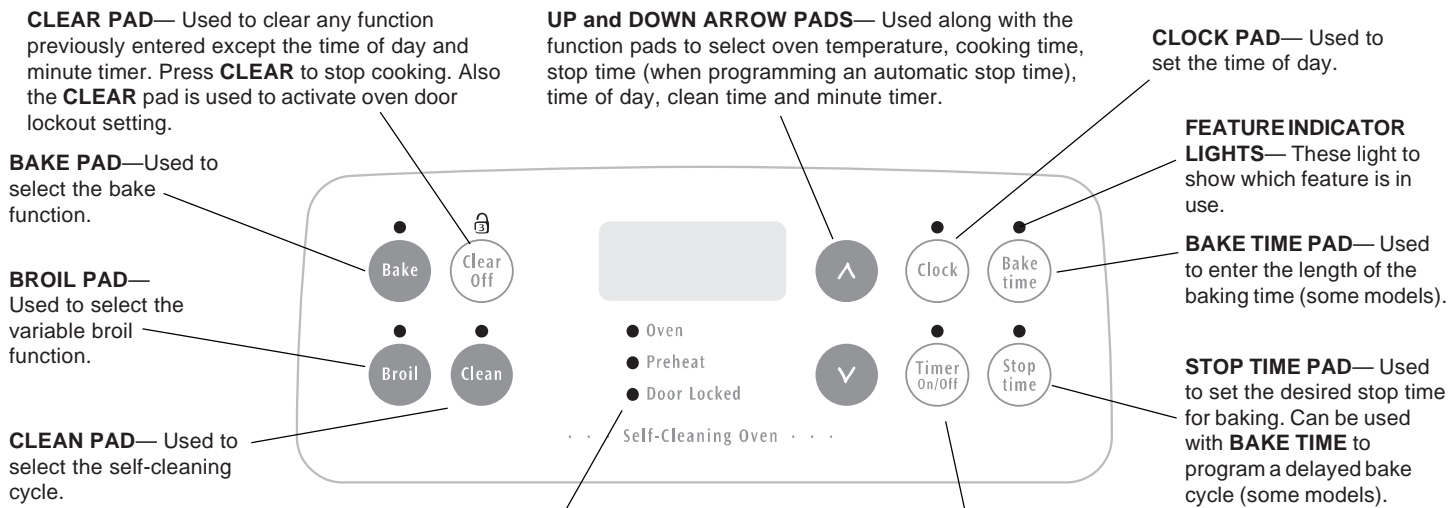 CLEAR PAD— Used to clear any function
previously entered except the time of day and
minute timer. Press CLEAR to stop cooking. Also
the CLEAR pad is used to activate oven door
lockout setting.
UP and DOWN ARROW PADS— Used along with the
function pads to select oven temperature, cooking time,
stop time (when programming an automatic stop time),
time of day, clean time and minute timer.
CLOCK PAD— Used to
set the time of day.
FEATURE INDICATOR
LIGHTS— These light to
show which feature is in
use.
BAKE PAD—Used to
select the bake
function.
BROIL PAD—
Used to select the
variable broil
function.
CLEAN PAD— Used to
select the self-cleaning
cycle.
3
Bake
Clear
Off
Broil
Clean
Oven
Preheat
Door Locked
· · · Self-Cleaning Oven · · ·
Clock
Bake
time
Timer
On/Off
Stop
time
BAKE TIME PAD— Used
to enter the length of the
baking time (some models).
STOP TIME PAD— Used
to set the desired stop time
for baking. Can be used
with BAKE TIME to
program a delayed bake
cycle (some models).